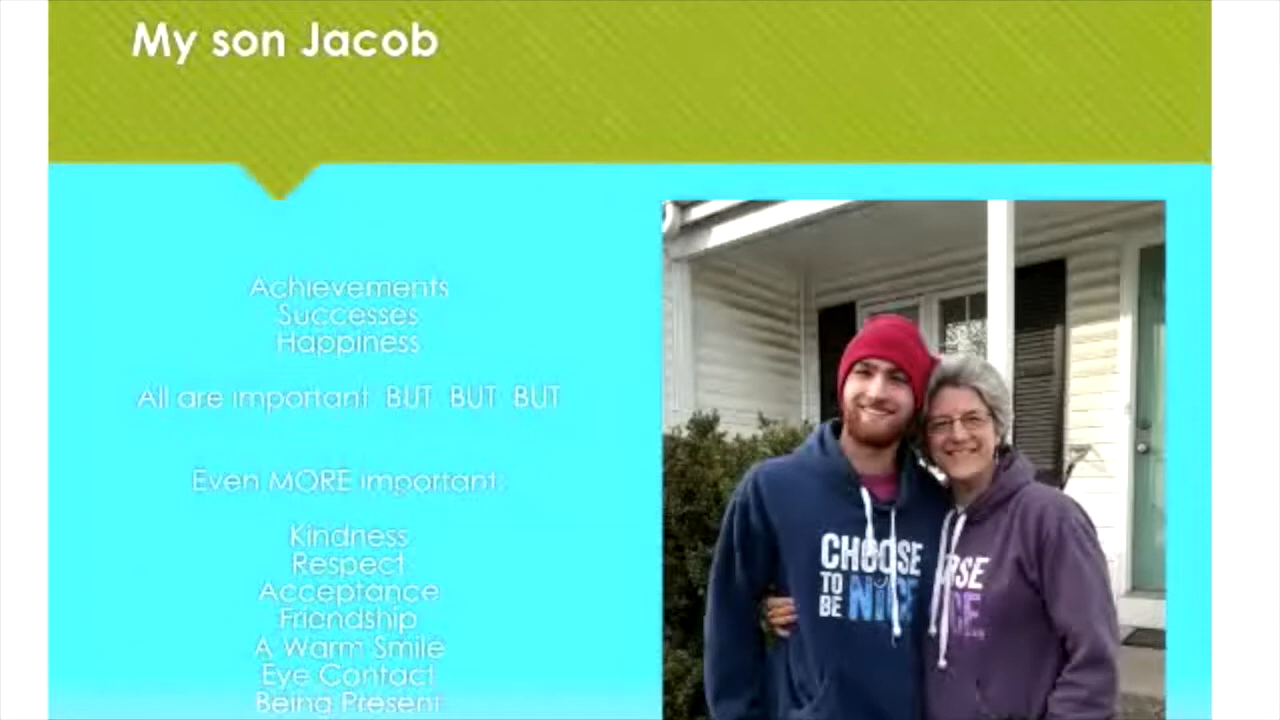 My son Jacob
Achievements
Successes
Happiness
All are important BUT BUT BUT
Even MORE important:
Kindness
Respect
Acceptance
Friendship
A Warm Smile
Eye Contact
Being Present
CHOOSE
TO
BE NICE